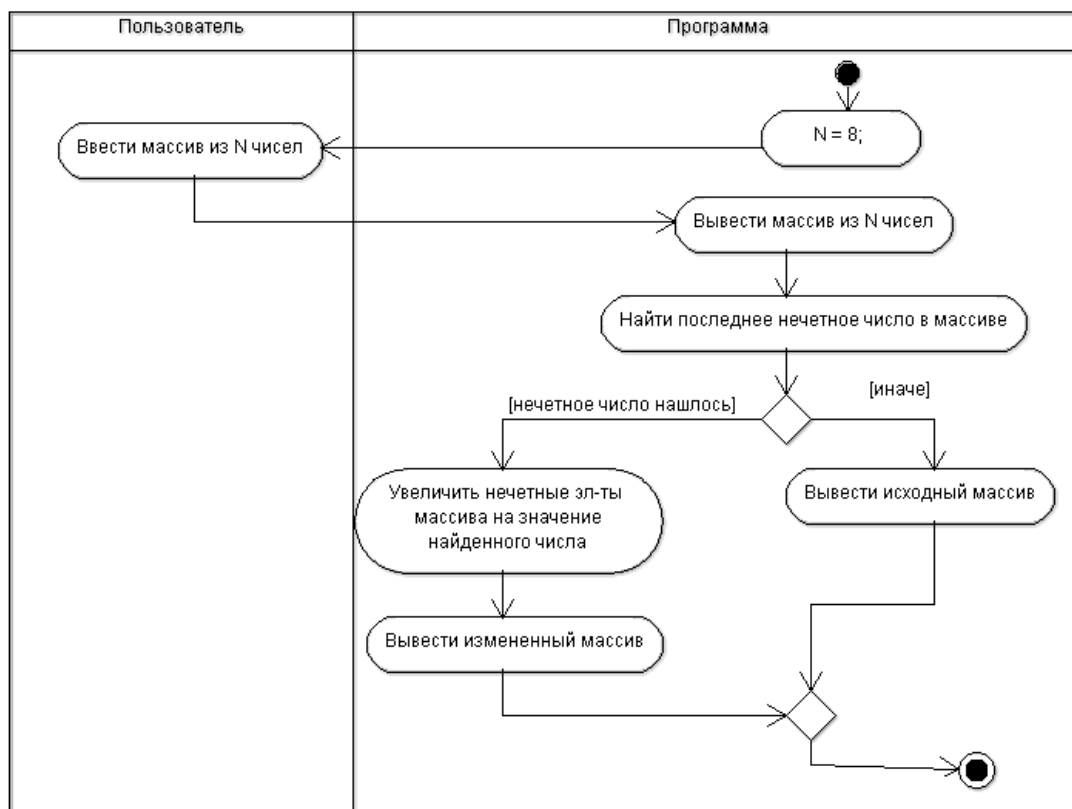 Пользователь
Программа
N = 8;
Ввести массив из N чисел
Вывести массив из N чисел
Найти последнее нечетное число в массиве
[нечетное число нашлось]
[иначе]
Увеличить нечетные эл-ты
массива на значение
найденного числа
Вывести исходный массив
Вывести измененный массив